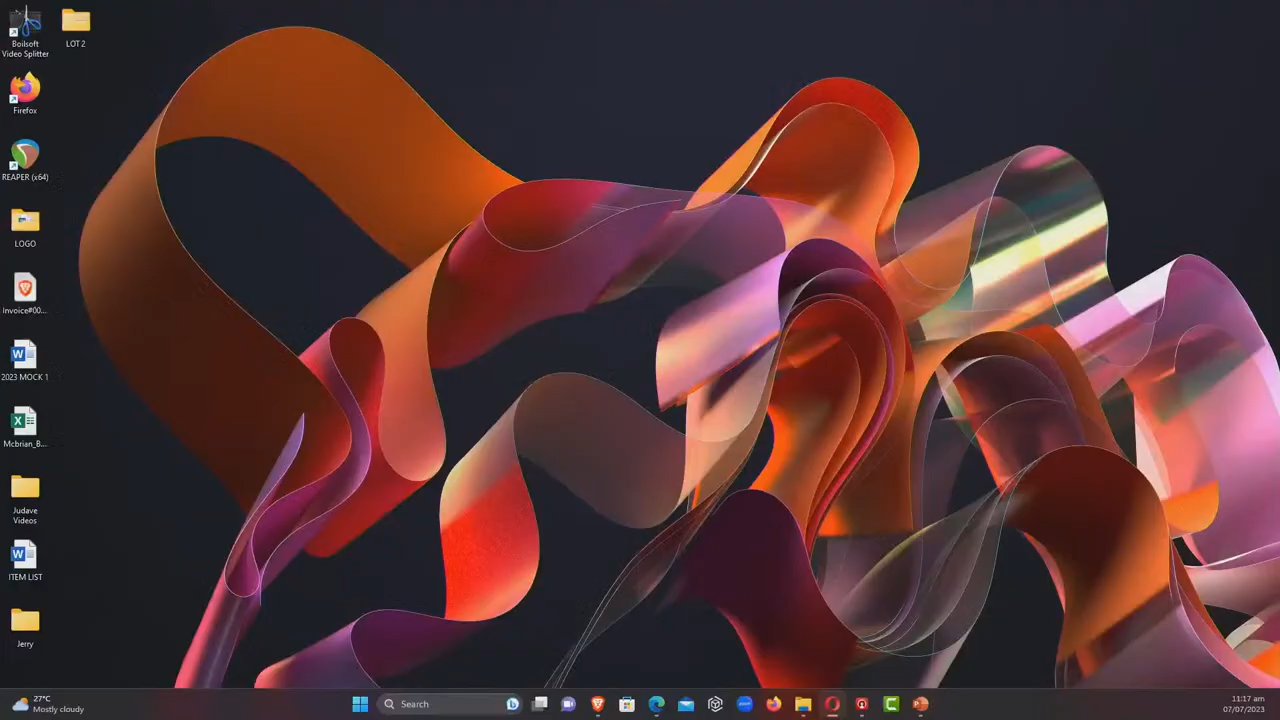 Boilsoft
Video Splitter
LOT 2
Firefox
REAPER (x64)
LOGO
Invoice#00...
2023 MOCK 1
Mcbrian_B...
Judave
Videos
ITEM LIST
Jerry
27°C
Mostly cloudy
Search
11:17 am
07/07/2023